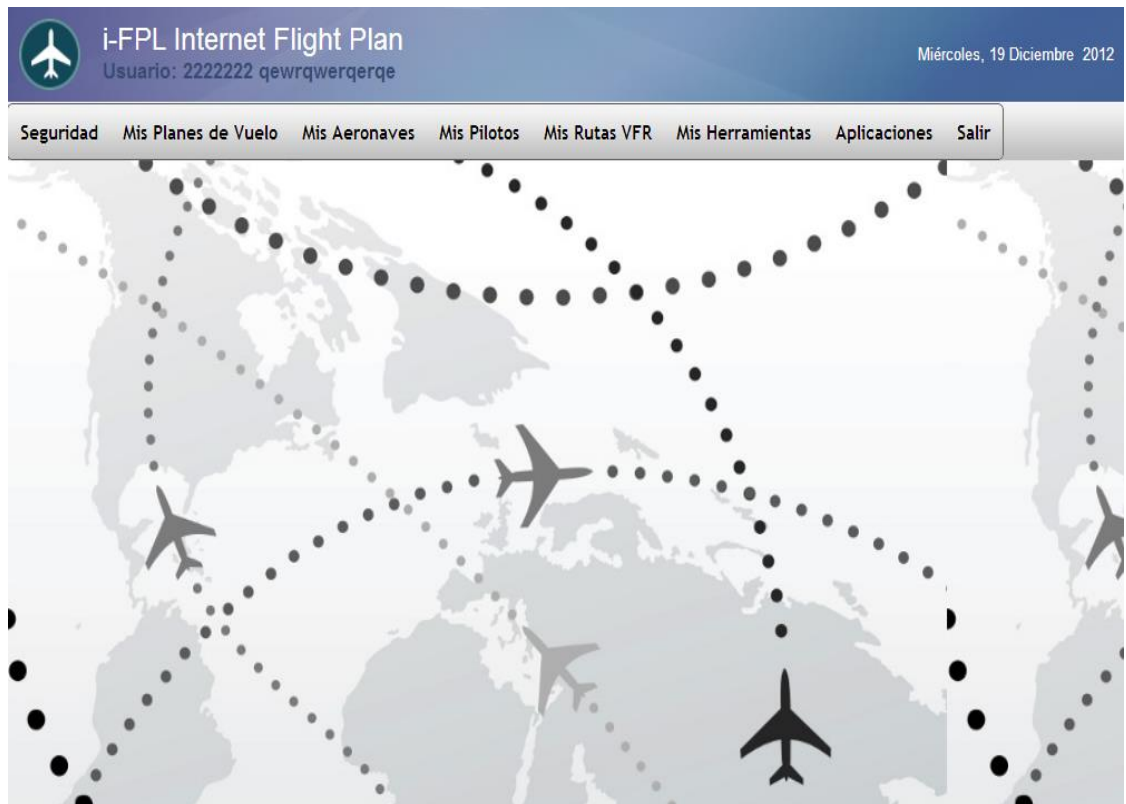 i-FPL Internet Flight Plan
Usuario: 2222222 qewrqwerqerqe
Miércoles, 19 Diciembre 2012
Seguridad Mis Planes de Vuelo Mis Aeronaves Mis Pilotos Mis Rutas VFR Mis Herramientas Aplicaciones Salir